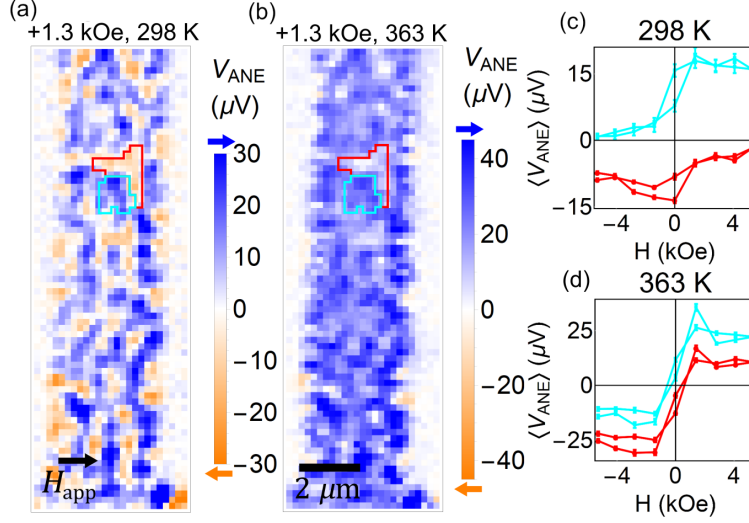 (a)
+1.3 kOe, 298 K
V_ANE
(μV)
30
20
10
0
−10
−20
−30
H_app
(b)
+1.3 kOe, 363 K
V_ANE
(μV)
40
20
0
−20
−40
2 μm
(c)
298 K
⟨V_ANE⟩ (μV)
15
0
−15
−4
0
4
H (kOe)
(d)
363 K
⟨V_ANE⟩ (μV)
25
0
−25
−4
0
4
H (kOe)